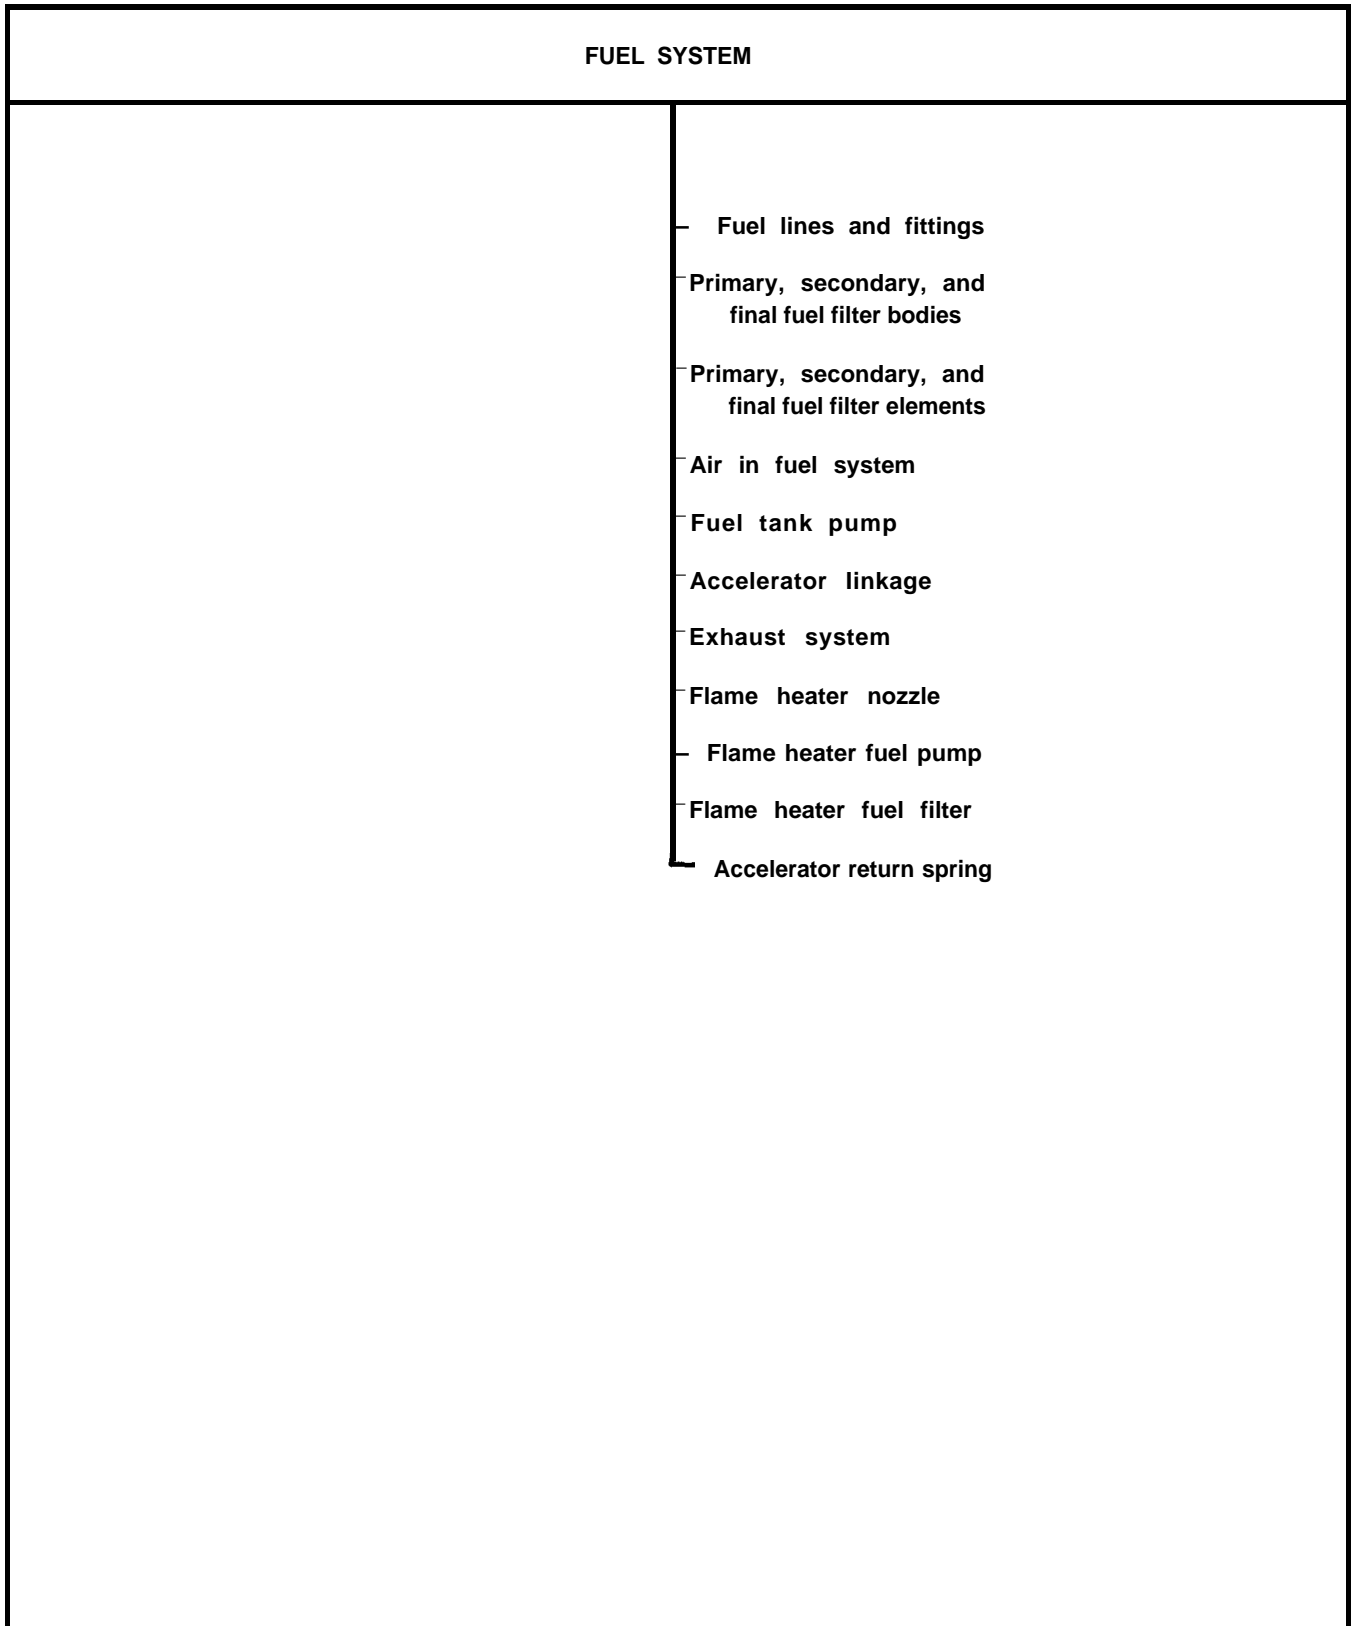 FUEL SYSTEM
Fuel lines and fittings
Primary, secondary, and
final fuel filter bodies
Primary, secondary, and
final fuel filter elements
Air in fuel system
Fuel tank pump
Accelerator linkage
Exhaust system
Flame heater nozzle
Flame heater fuel pump
Flame heater fuel filter
Accelerator return spring